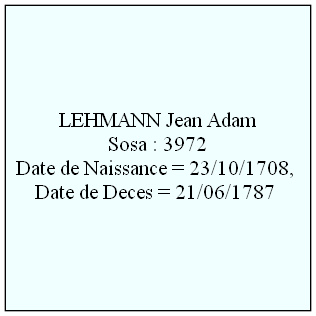 LEHMANN Jean Adam
Sosa : 3972
Date de Naissance = 23/10/1708,
Date de Deces = 21/06/1787